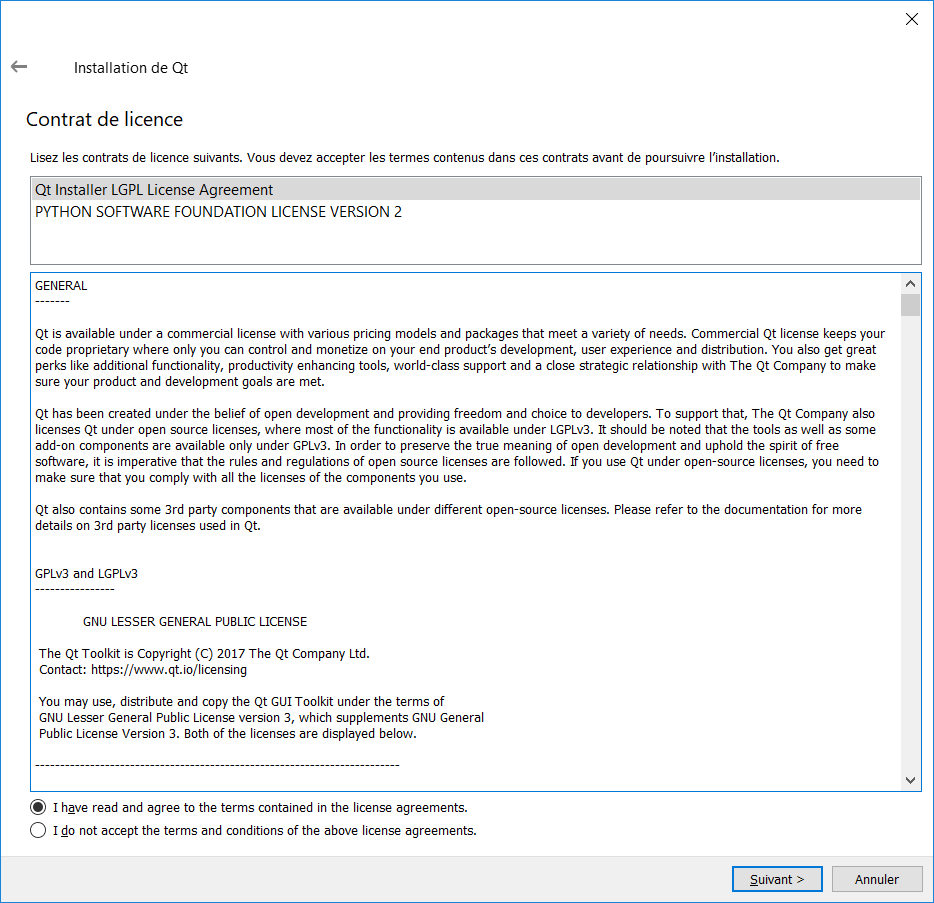 Installation de Qt
Contrat de licence
Lisez les contrats de licence suivants. Vous devez accepter les termes contenus dans ces contrats avant de poursuivre l'installation.
Qt Installer LGPL License Agreement
PYTHON SOFTWARE FOUNDATION LICENSE VERSION 2
GENERAL
-------
Qt is available under a commercial license with various pricing models and packages that meet a variety of needs. Commercial Qt license keeps your
code proprietary where only you can control and monetize on your end product's development, user experience and distribution. You also get great
perks like additional functionality, productivity enhancing tools, world-class support and a close strategic relationship with The Qt Company to make
sure your product and development goals are met.
Qt has been created under the belief of open development and providing freedom and choice to developers. To support that, The Qt Company also
licenses Qt under open source licenses, where most of the functionality is available under LGPLv3. It should be noted that the tools as well as some
add-on components are available only under GPLv3. In order to preserve the true meaning of open development and uphold the spirit of free
software, it is imperative that the rules and regulations of open source licenses are followed. If you use Qt under open-source licenses, you need to
make sure that you comply with all the licenses of the components you use.
Qt also contains some 3rd party components that are available under different open-source licenses. Please refer to the documentation for more
details on 3rd party licenses used in Qt.
GPLv3 and LGPLv3
----------------
GNU LESSER GENERAL PUBLIC LICENSE
The Qt Toolkit is Copyright (C) 2017 The Qt Company Ltd.
Contact: https://www.qt.io/licensing
You may use, distribute and copy the Qt GUI Toolkit under the terms of
GNU Lesser General Public License version 3, which supplements GNU General
Public License Version 3. Both of the licenses are displayed below.
-------------------------------------------------------------------------
I have read and agree to the terms contained in the license agreements.
I do not accept the terms and conditions of the above license agreements.
Suivant >
Annuler